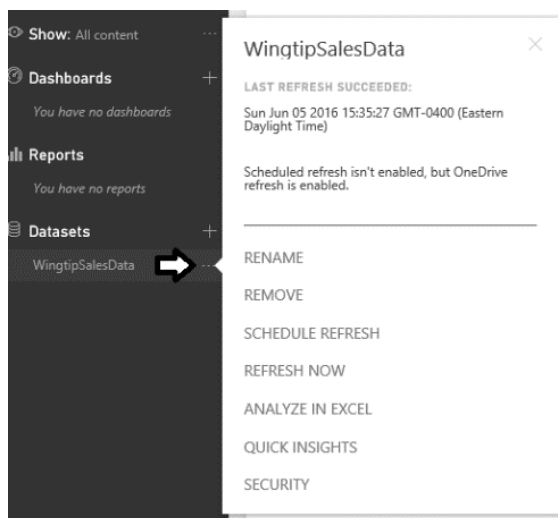 Show: All content ...
Dashboards +
You have no dashboards
Reports
You have no reports
Datasets +
WingtipSalesData ...
WingtipSalesData ×
LAST REFRESH SUCCEEDED:
Sun Jun 05 2016 15:35:27 GMT-0400 (Eastern
Daylight Time)
Scheduled refresh isn't enabled, but OneDrive
refresh is enabled.
RENAME
REMOVE
SCHEDULE REFRESH
REFRESH NOW
ANALYZE IN EXCEL
QUICK INSIGHTS
SECURITY